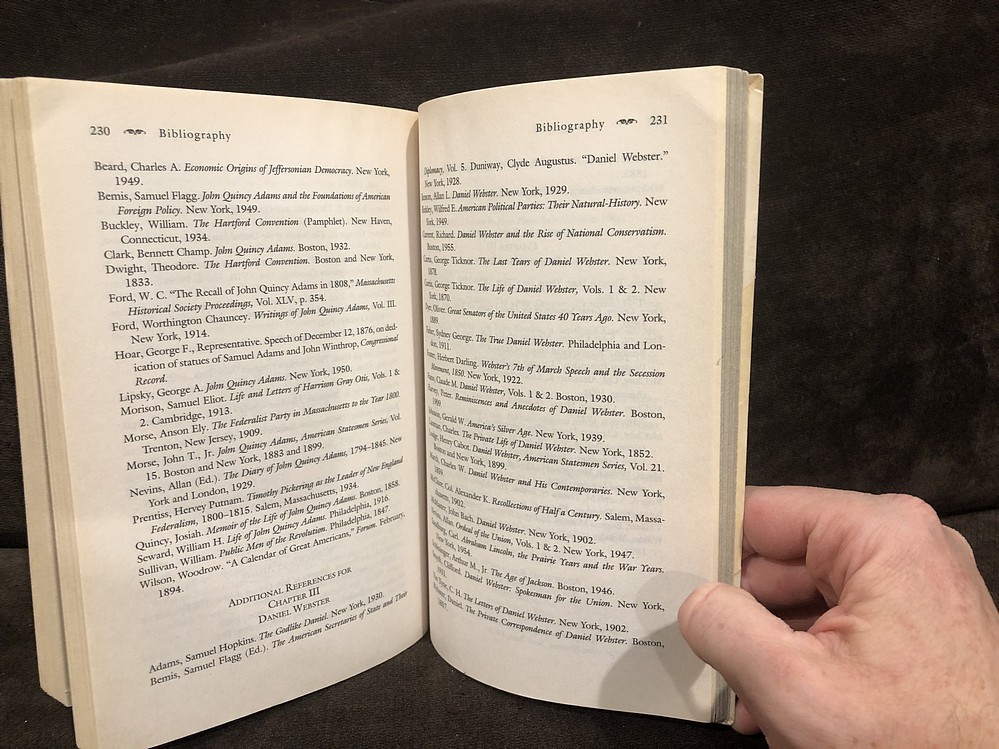 230 Bibliography
Beard, Charles A. Economic Origins of Jeffersonian Democracy. New York,
1949.
Bemis, Samuel Flagg. John Quincy Adams and the Foundations of American
Foreign Policy. New York, 1949.
Buckley, William. The Hartford Convention (Pamphlet). New Haven,
Connecticut, 1934.
Clark, Bennett Champ. John Quincy Adams. Boston, 1932.
Dwight, Theodore. The Hartford Convention. Boston and New York,
1833.
Ford, W. C. “The Recall of John Quincy Adams in 1808,” Massachusetts
Historical Society Proceedings, Vol. XLV, p. 354.
Ford, Worthington Chauncey. Writings of John Quincy Adams, Vol. III.
New York, 1914.
Hoar, George F., Representative. Speech of December 12, 1876, on ded-
ication of statues of Samuel Adams and John Winthrop, Congressional
Record.
Lipsky, George A. John Quincy Adams. New York, 1950.
Morison, Samuel Eliot. Life and Letters of Harrison Gray Otis, Vols. 1 &
2. Cambridge, 1913.
Morse, Anson Ely. The Federalist Party in Massachusetts to the Year 1800.
Trenton, New Jersey, 1909.
Morse, John T., Jr. John Quincy Adams, American Statesmen Series, Vol.
15. Boston and New York, 1883 and 1899.
Nevins, Allan (Ed.). The Diary of John Quincy Adams, 1794–1845. New
York and London, 1929.
Prentiss, Hervey Putnam. Timothy Pickering as the Leader of New England
Federalism, 1800–1815. Salem, Massachusetts, 1934.
Quincy, Josiah. Memoir of the Life of John Quincy Adams. Boston, 1858.
Seward, William H. Life of John Quincy Adams. Philadelphia, 1916.
Sullivan, William. Public Men of the Revolution. Philadelphia, 1847.
Wilson, Woodrow. “A Calendar of Great Americans,” Forum. February,
1894.
ADDITIONAL REFERENCES FOR
CHAPTER III
DANIEL WEBSTER
Adams, Samuel Hopkins. The Godlike Daniel. New York, 1930.
Bemis, Samuel Flagg (Ed.). The American Secretaries of State and Their
Bibliography 231
Diplomacy, Vol. 5. Duniway, Clyde Augustus. “Daniel Webster.”
New York, 1928.
Allan L. Daniel Webster. New York, 1929.
Wilfred E. American Political Parties: Their Natural-History. New
York, 1949.
Current, Richard. Daniel Webster and the Rise of National Conservatism.
Boston, 1955.
Curtis, George Ticknor. The Last Years of Daniel Webster. New York,
1878.
Curtis, George Ticknor. The Life of Daniel Webster, Vols. 1 & 2. New
York, 1870.
Dyer, Oliver. Great Senators of the United States 40 Years Ago. New York,
1889.
Fisher, Sydney George. The True Daniel Webster. Philadelphia and Lon-
don, 1911.
Foster, Herbert Darling. Webster's 7th of March Speech and the Secession
Movement, 1850. New York, 1922.
Claude M. Daniel Webster, Vols. 1 & 2. Boston, 1930.
Harvey, Peter. Reminiscences and Anecdotes of Daniel Webster. Boston,
1909.
Johnson, Gerald W. America's Silver Age. New York, 1939.
Charles. The Private Life of Daniel Webster. New York, 1852.
Lodge, Henry Cabot. Daniel Webster, American Statesmen Series, Vol. 21.
Boston and New York, 1899.
March, Charles W. Daniel Webster and His Contemporaries. New York,
1859.
Col. Alexander K. Recollections of Half a Century. Salem, Massa-
1902.
McMaster, John Bach. Daniel Webster. New York, 1902.
Nevins, Allan. Ordeal of the Union, Vols. 1 & 2. New York, 1947.
Sandburg, Carl. Abraham Lincoln, the Prairie Years and the War Years.
New York, 1954.
Arthur M., Jr. The Age of Jackson. Boston, 1946.
Clifford. Daniel Webster: Spokesman for the Union. New York,
1931.
Van Tyne, C. H. The Letters of Daniel Webster. New York, 1902.
Webster, Daniel. The Private Correspondence of Daniel Webster. Boston,
1857.